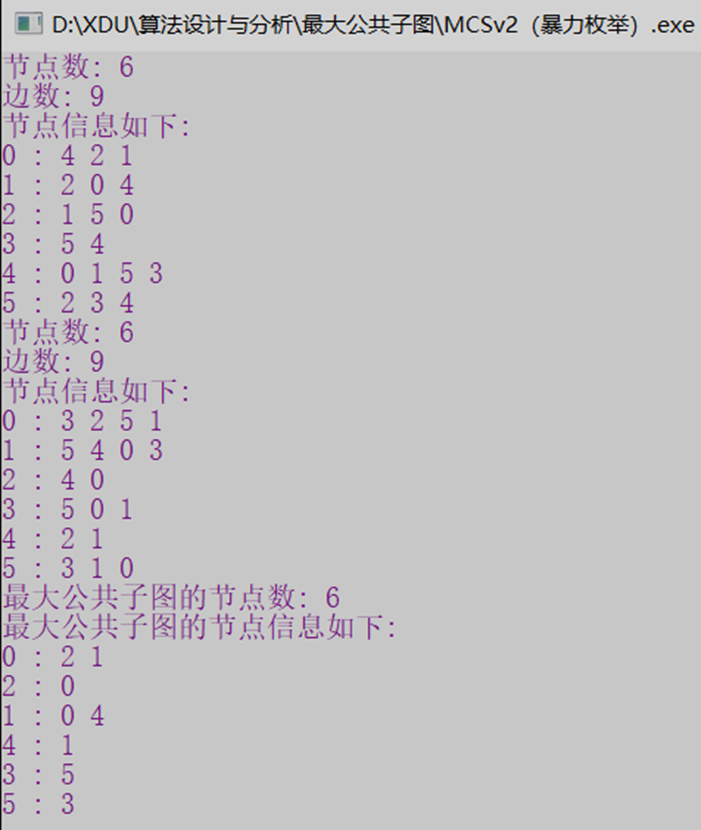 D:\XDU\算法设计与分析\最大公共子图\MCSv2（暴力枚举）.exe
节点数: 6
边数: 9
节点信息如下:
0 : 4 2 1
1 : 2 0 4
2 : 1 5 0
3 : 5 4
4 : 0 1 5 3
5 : 2 3 4
节点数: 6
边数: 9
节点信息如下:
0 : 3 2 5 1
1 : 5 4 0 3
2 : 4 0
3 : 5 0 1
4 : 2 1
5 : 3 1 0
最大公共子图的节点数: 6
最大公共子图的节点信息如下:
0 : 2 1
2 : 0
1 : 0 4
4 : 1
3 : 5
5 : 3